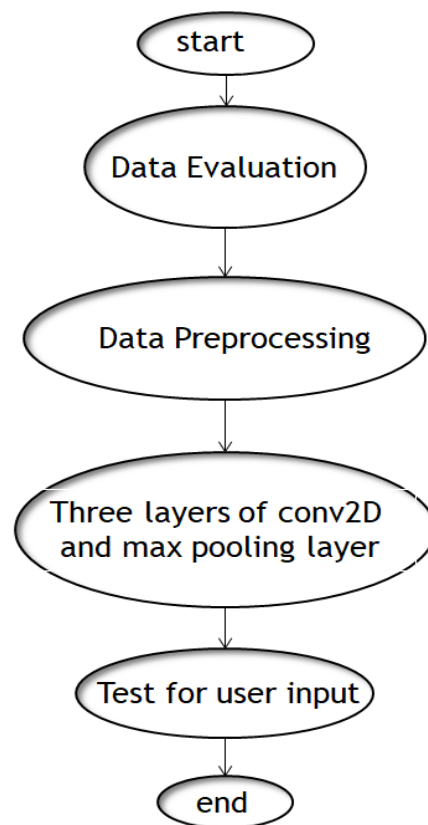 start
Data Evaluation
Data Preprocessing
Three layers of conv2D
and max pooling layer
Test for user input
end